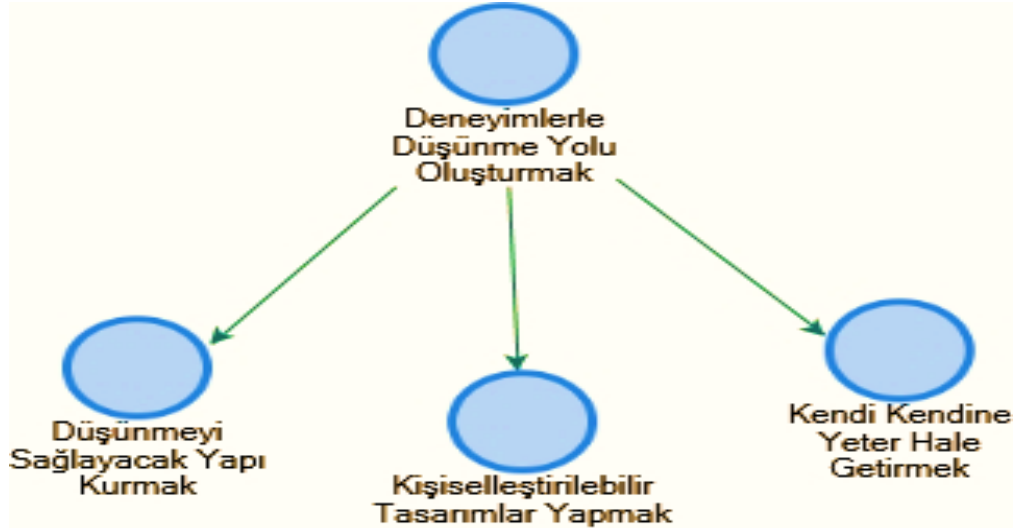 Deneyimlerle
Düşünme Yolu
Oluşturmak
Düşünmeyi
Sağlayacak Yapı
Kurmak
Kişiselleştirilebilir
Tasarımlar Yapmak
Kendi Kendine
Yeter Hale
Getirmek